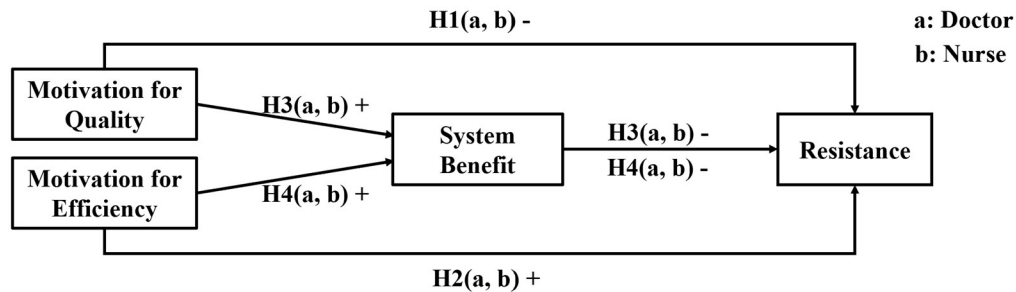 H1(a, b) -
a: Doctor
b: Nurse
Motivation for
Quality
H3(a, b) +
System
Benefit
H3(a, b) -
H4(a, b) -
Resistance
Motivation for
Efficiency
H4(a, b) +
H2(a, b) +